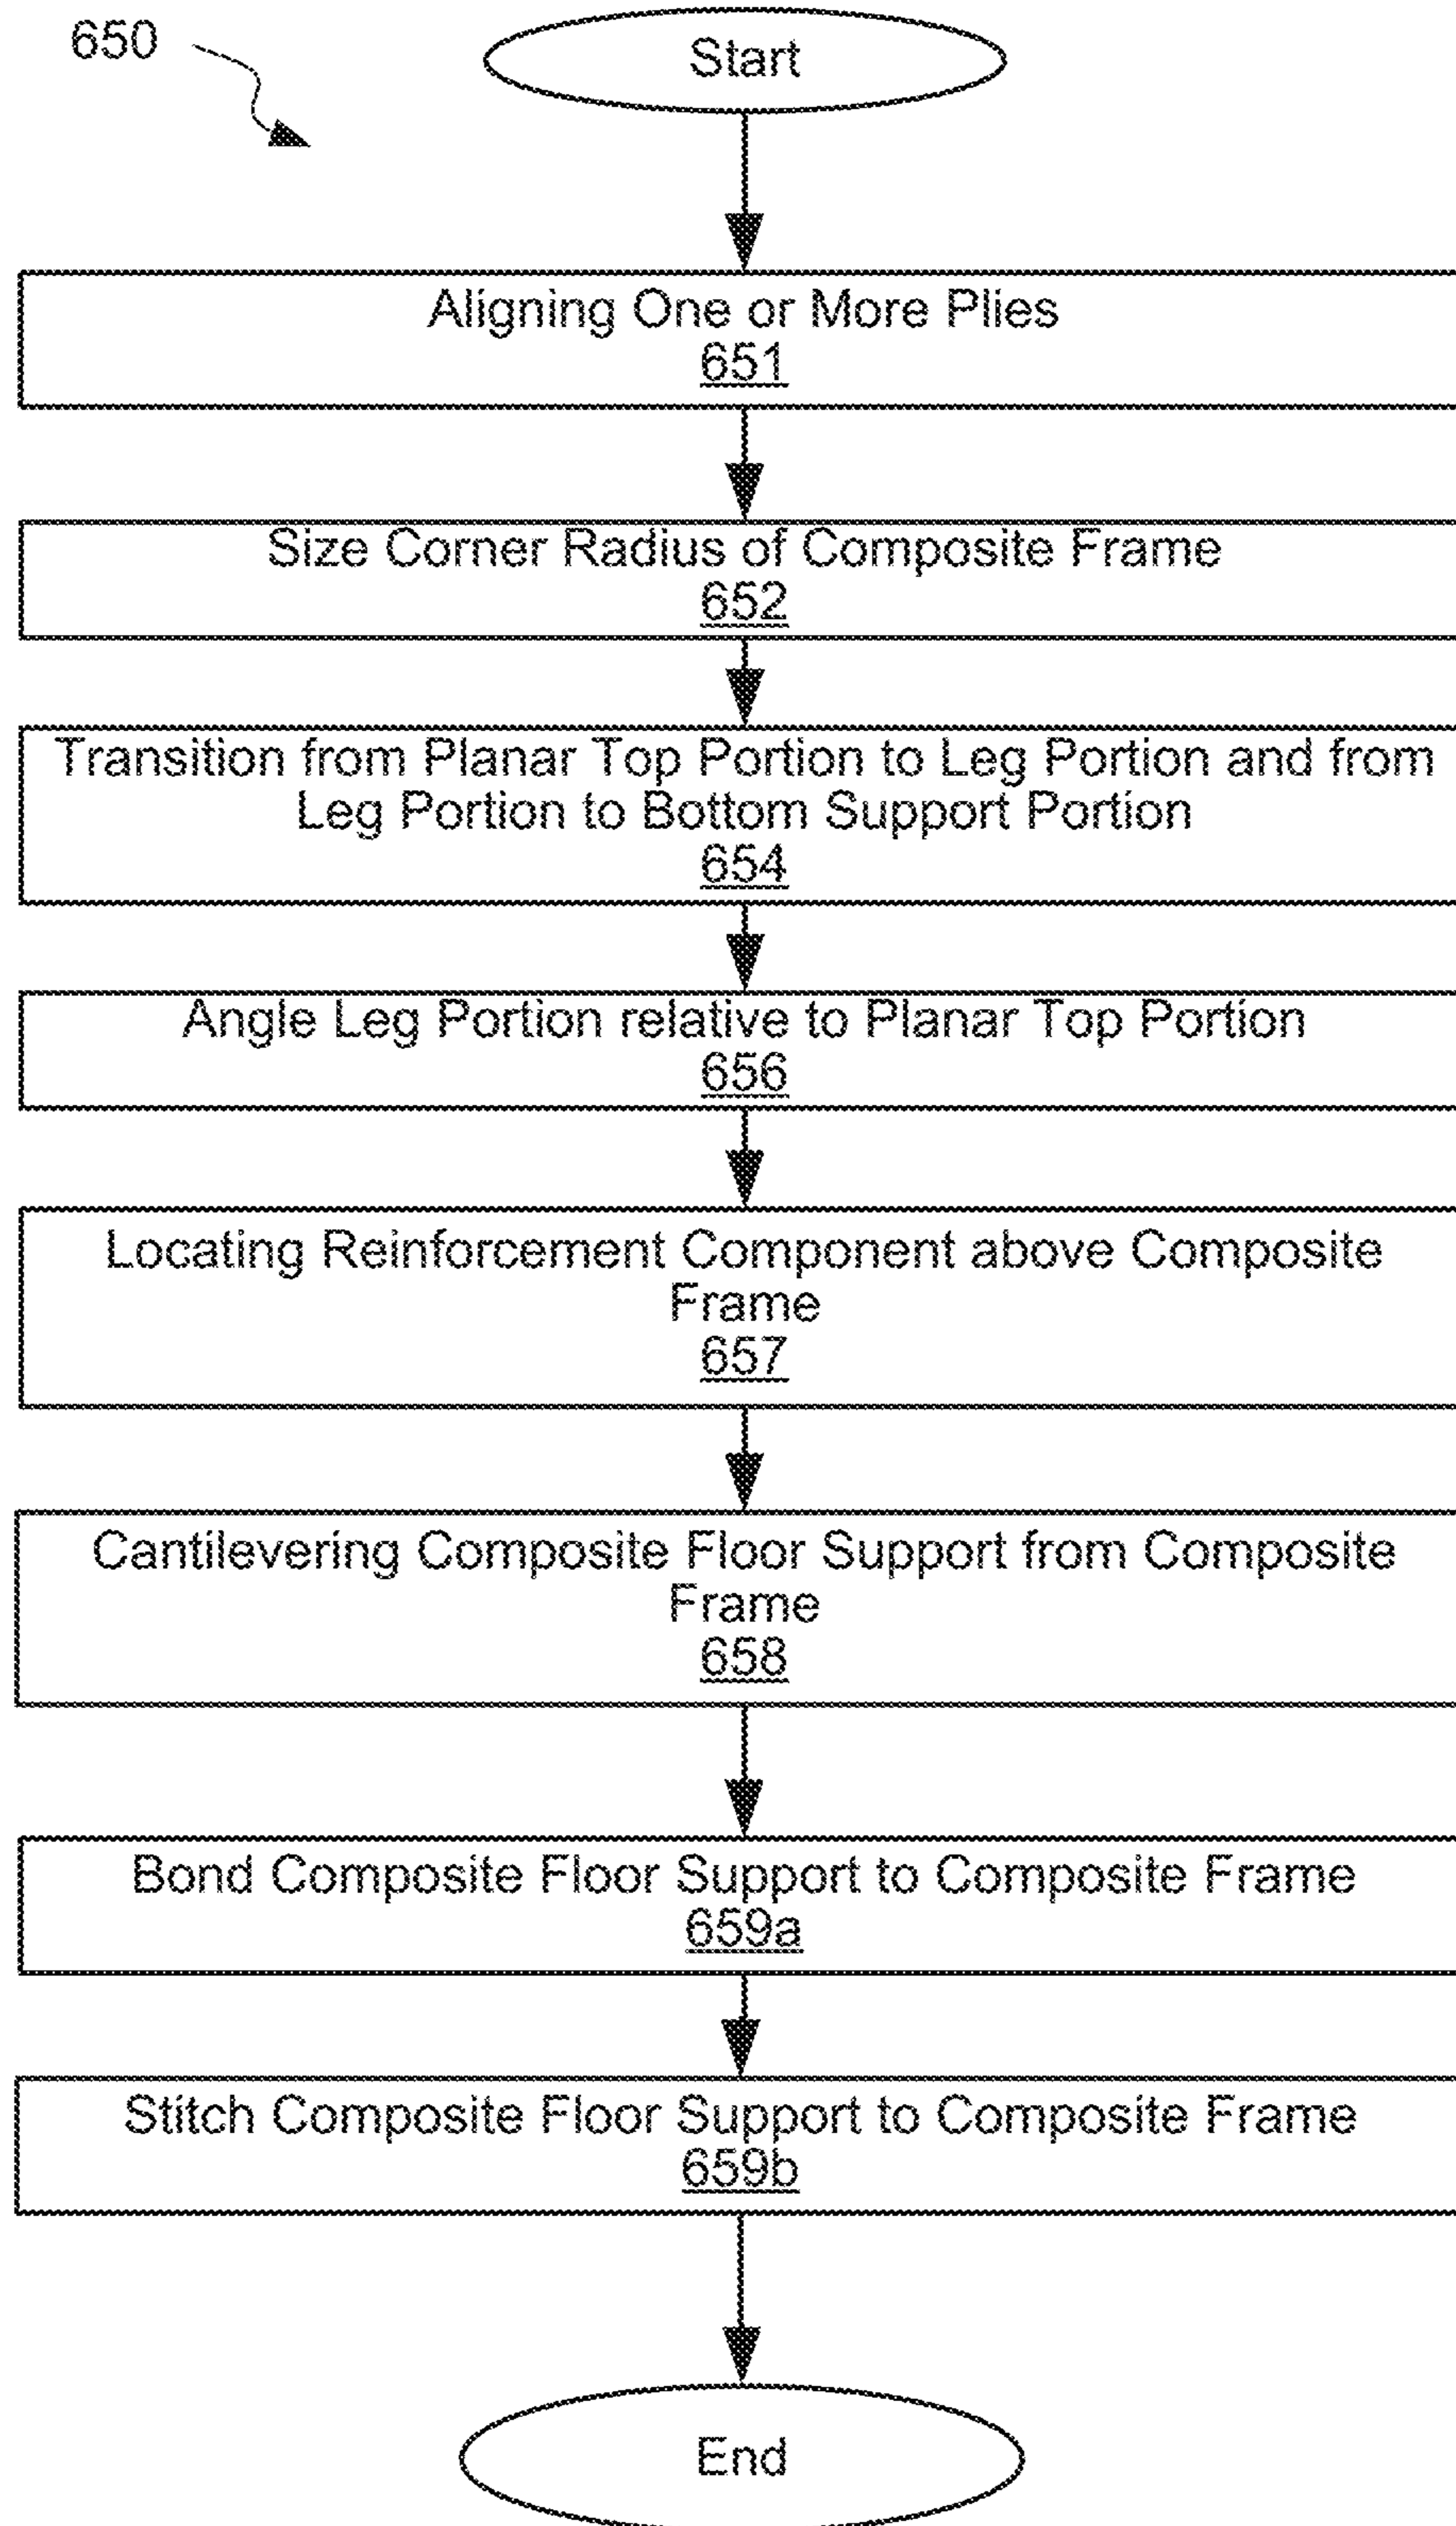 650
Start
Aligning One or More Plies
651
Size Corner Radius of Composite Frame
652
Transition from Planar Top Portion to Leg Portion and from
Leg Portion to Bottom Support Portion
654
Angle Leg Portion relative to Planar Top Portion
656
Locating Reinforcement Component above Composite
Frame
657
Cantilevering Composite Floor Support from Composite
Frame
658
Bond Composite Floor Support to Composite Frame
659a
Stitch Composite Floor Support to Composite Frame
659b
End